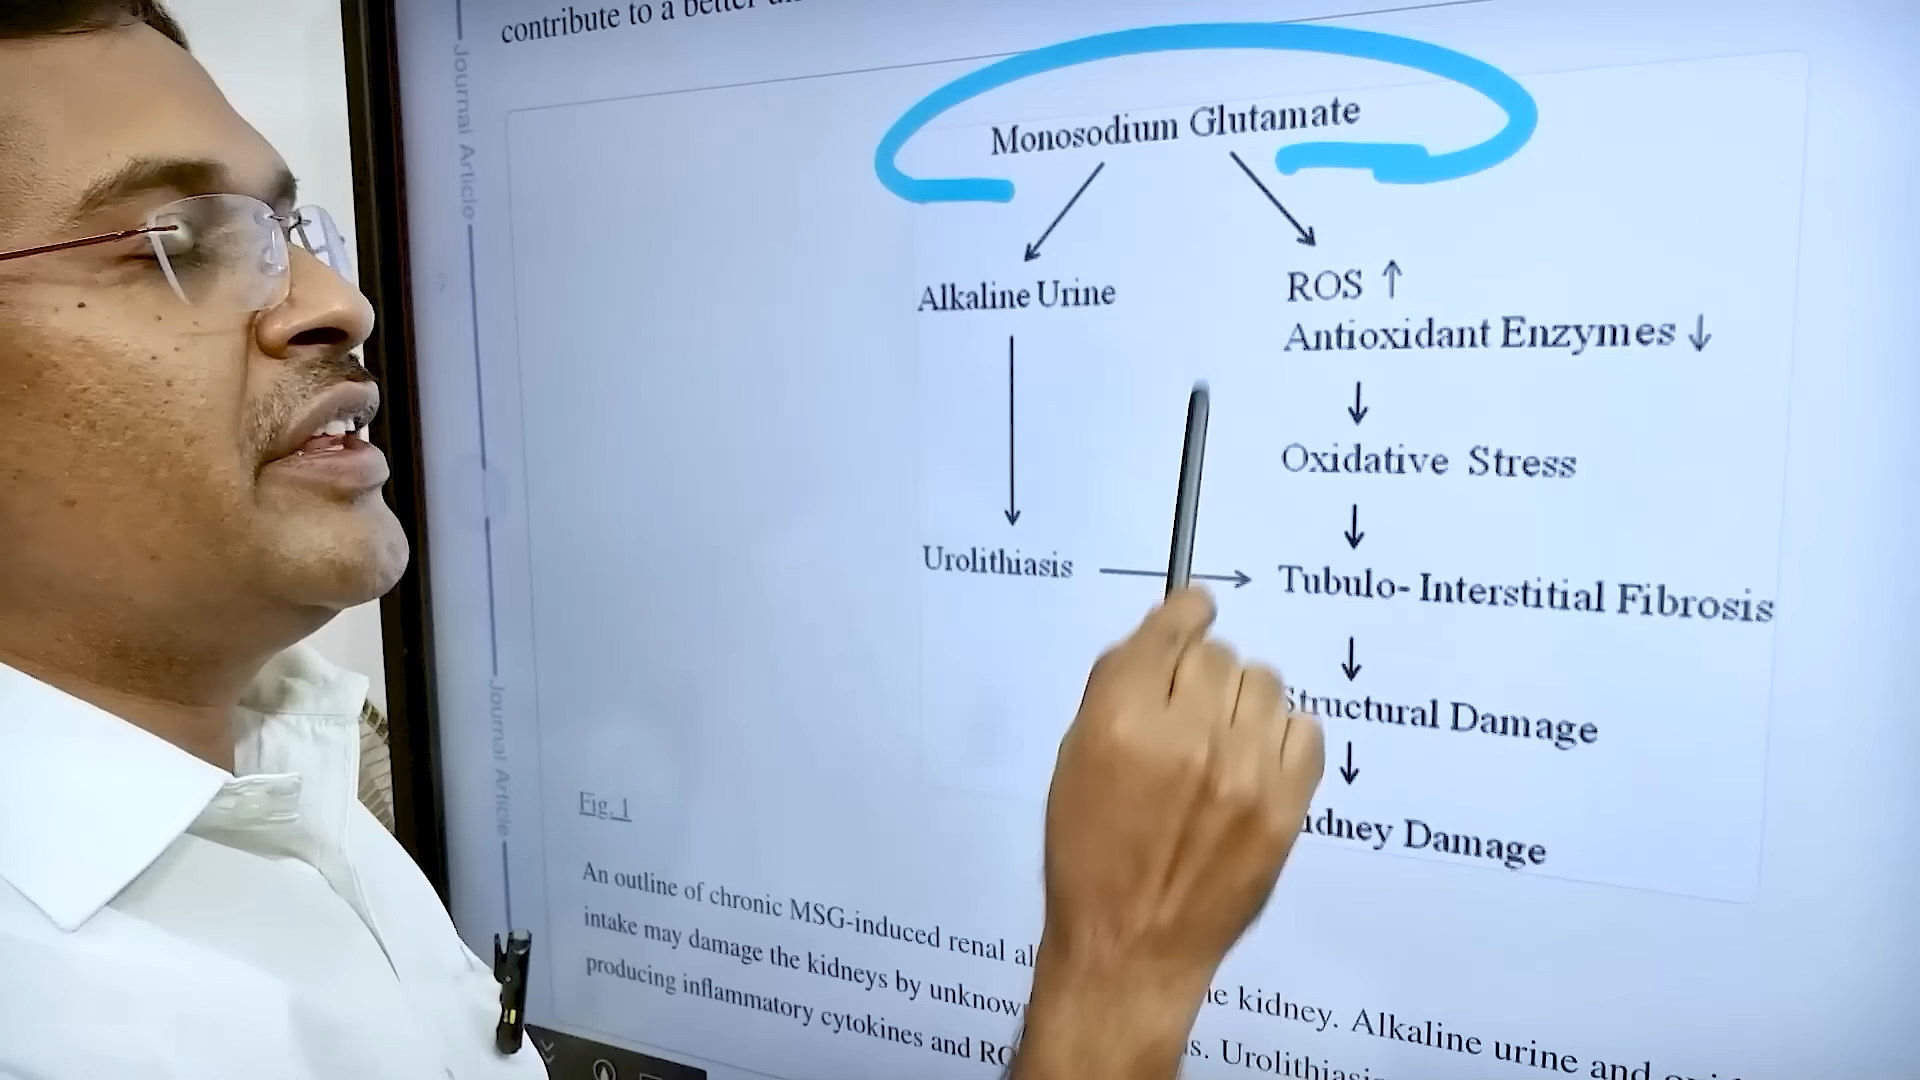 contribute to a better
Journal Article
Monosodium Glutamate
Alkaline Urine
ROS ↑
Antioxidant Enzymes ↓
Oxidative Stress
Urolithiasis
Tubulo- Interstitial Fibrosis
Structural Damage
Kidney Damage
Journal Article
Fig. 1
An outline of chronic MSG-induced renal
intake may damage the kidneys by kidney. Alkaline urine and
producing inflammatory cytokines and Urolithiasis